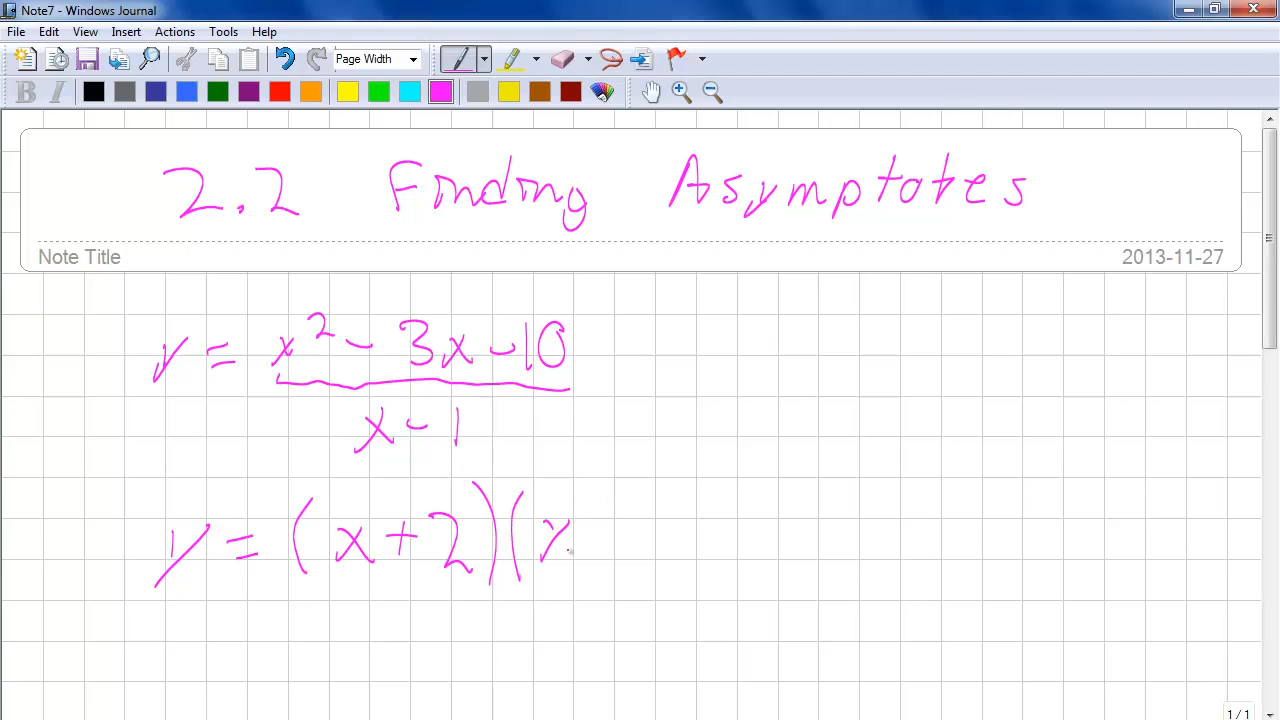 Note7 - Windows Journal
File Edit View Insert Actions Tools Help
Page Width
B I
2.2 Finding Asymptotes
Note Title 2013-11-27
y = x² - 3x - 10
x - 1
y = (x + 2)(x
1/1